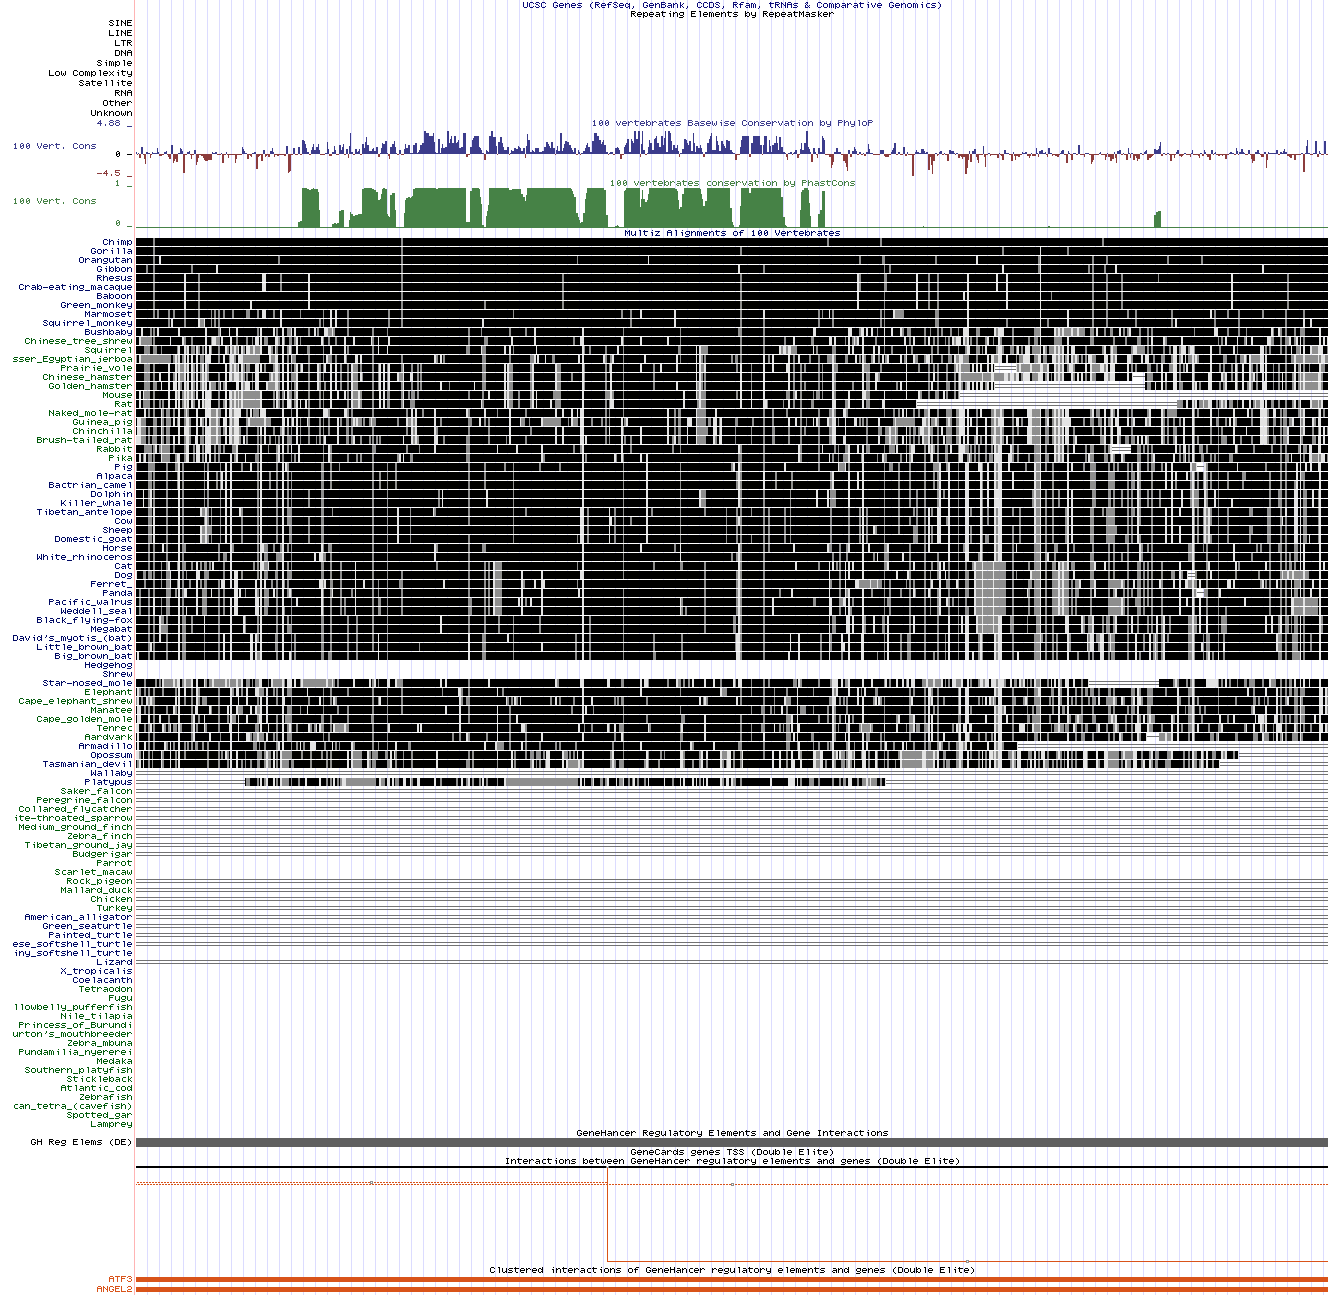 UCSC Genes (RefSeq, GenBank, CCDS, Rfam, tRNAs & Comparative Genomics)
Repeating Elements by RepeatMasker
SINE
LINE
LTR
DNA
Simple
Low Complexity
Satellite
RNA
Other
Unknown
100 vertebrates Basewise Conservation by PhyloP
4.88 _
100 Vert. Cons
0 _
-4.5 _
100 vertebrates conservation by PhastCons
1 _
100 Vert. Cons
0 _
Multiz Alignments of 100 Vertebrates
Chimp
Gorilla
Orangutan
Gibbon
Rhesus
Crab-eating_macaque
Baboon
Green_monkey
Marmoset
Squirrel_monkey
Bushbaby
Chinese_tree_shrew
Squirrel
sser_Egyptian_jerboa
Prairie_vole
Chinese_hamster
Golden_hamster
Mouse
Rat
Naked_mole-rat
Guinea_pig
Chinchilla
Brush-tailed_rat
Rabbit
Pika
Pig
Alpaca
Bactrian_camel
Dolphin
Killer_whale
Tibetan_antelope
Cow
Sheep
Domestic_goat
Horse
White_rhinoceros
Cat
Dog
Ferret_
Panda
Pacific_walrus
Weddell_seal
Black_flying-fox
Megabat
David's_myotis_(bat)
Little_brown_bat
Big_brown_bat
Hedgehog
Shrew
Star-nosed_mole
Elephant
Cape_elephant_shrew
Manatee
Cape_golden_mole
Tenrec
Aardvark
Armadillo
Opossum
Tasmanian_devil
Wallaby
Platypus
Saker_falcon
Peregrine_falcon
Collared_flycatcher
ite-throated_sparrow
Medium_ground_finch
Zebra_finch
Tibetan_ground_jay
Budgerigar
Parrot
Scarlet_macaw
Rock_pigeon
Mallard_duck
Chicken
Turkey
American_alligator
Green_seaturtle
Painted_turtle
ese_softshell_turtle
iny_softshell_turtle
Lizard
X_tropicalis
Coelacanth
Tetraodon
Fugu
llowbelly_pufferfish
Nile_tilapia
Princess_of_Burundi
urton's_mouthbreeder
Zebra_mbuna
Pundamilia_nyererei
Medaka
Southern_platyfish
Stickleback
Atlantic_cod
Zebrafish
can_tetra_(cavefish)
Spotted_gar
Lamprey
GeneHancer Regulatory Elements and Gene Interactions
GH Reg Elems (DE)
GeneCards genes TSS (Double Elite)
Interactions between GeneHancer regulatory elements and genes (Double Elite)
Clustered interactions of GeneHancer regulatory elements and genes (Double Elite)
ATF3
ANGEL2